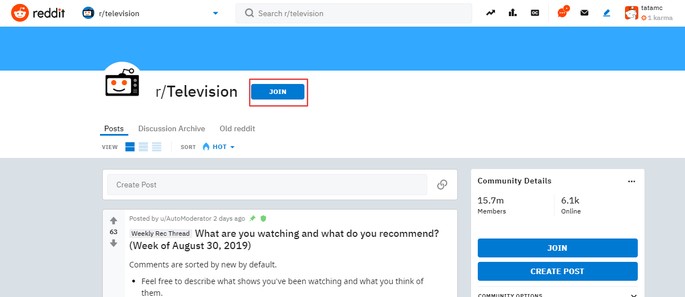 reddit
r/television
Search r/television
tatamc
1 karma
r/Television
JOIN
Posts
Discussion Archive
Old reddit
VIEW
SORT
HOT
Create Post
Community Details
15.7m
6.1k
Members
Online
JOIN
CREATE POST
COMMUNITY OPTIONS
63
Posted by u/AutoModerator 2 days ago
Weekly Rec Thread What are you watching and what do you recommend?
(Week of August 30, 2019)
Comments are sorted by new by default.
• Feel free to describe what shows you've been watching and what you think of
them.